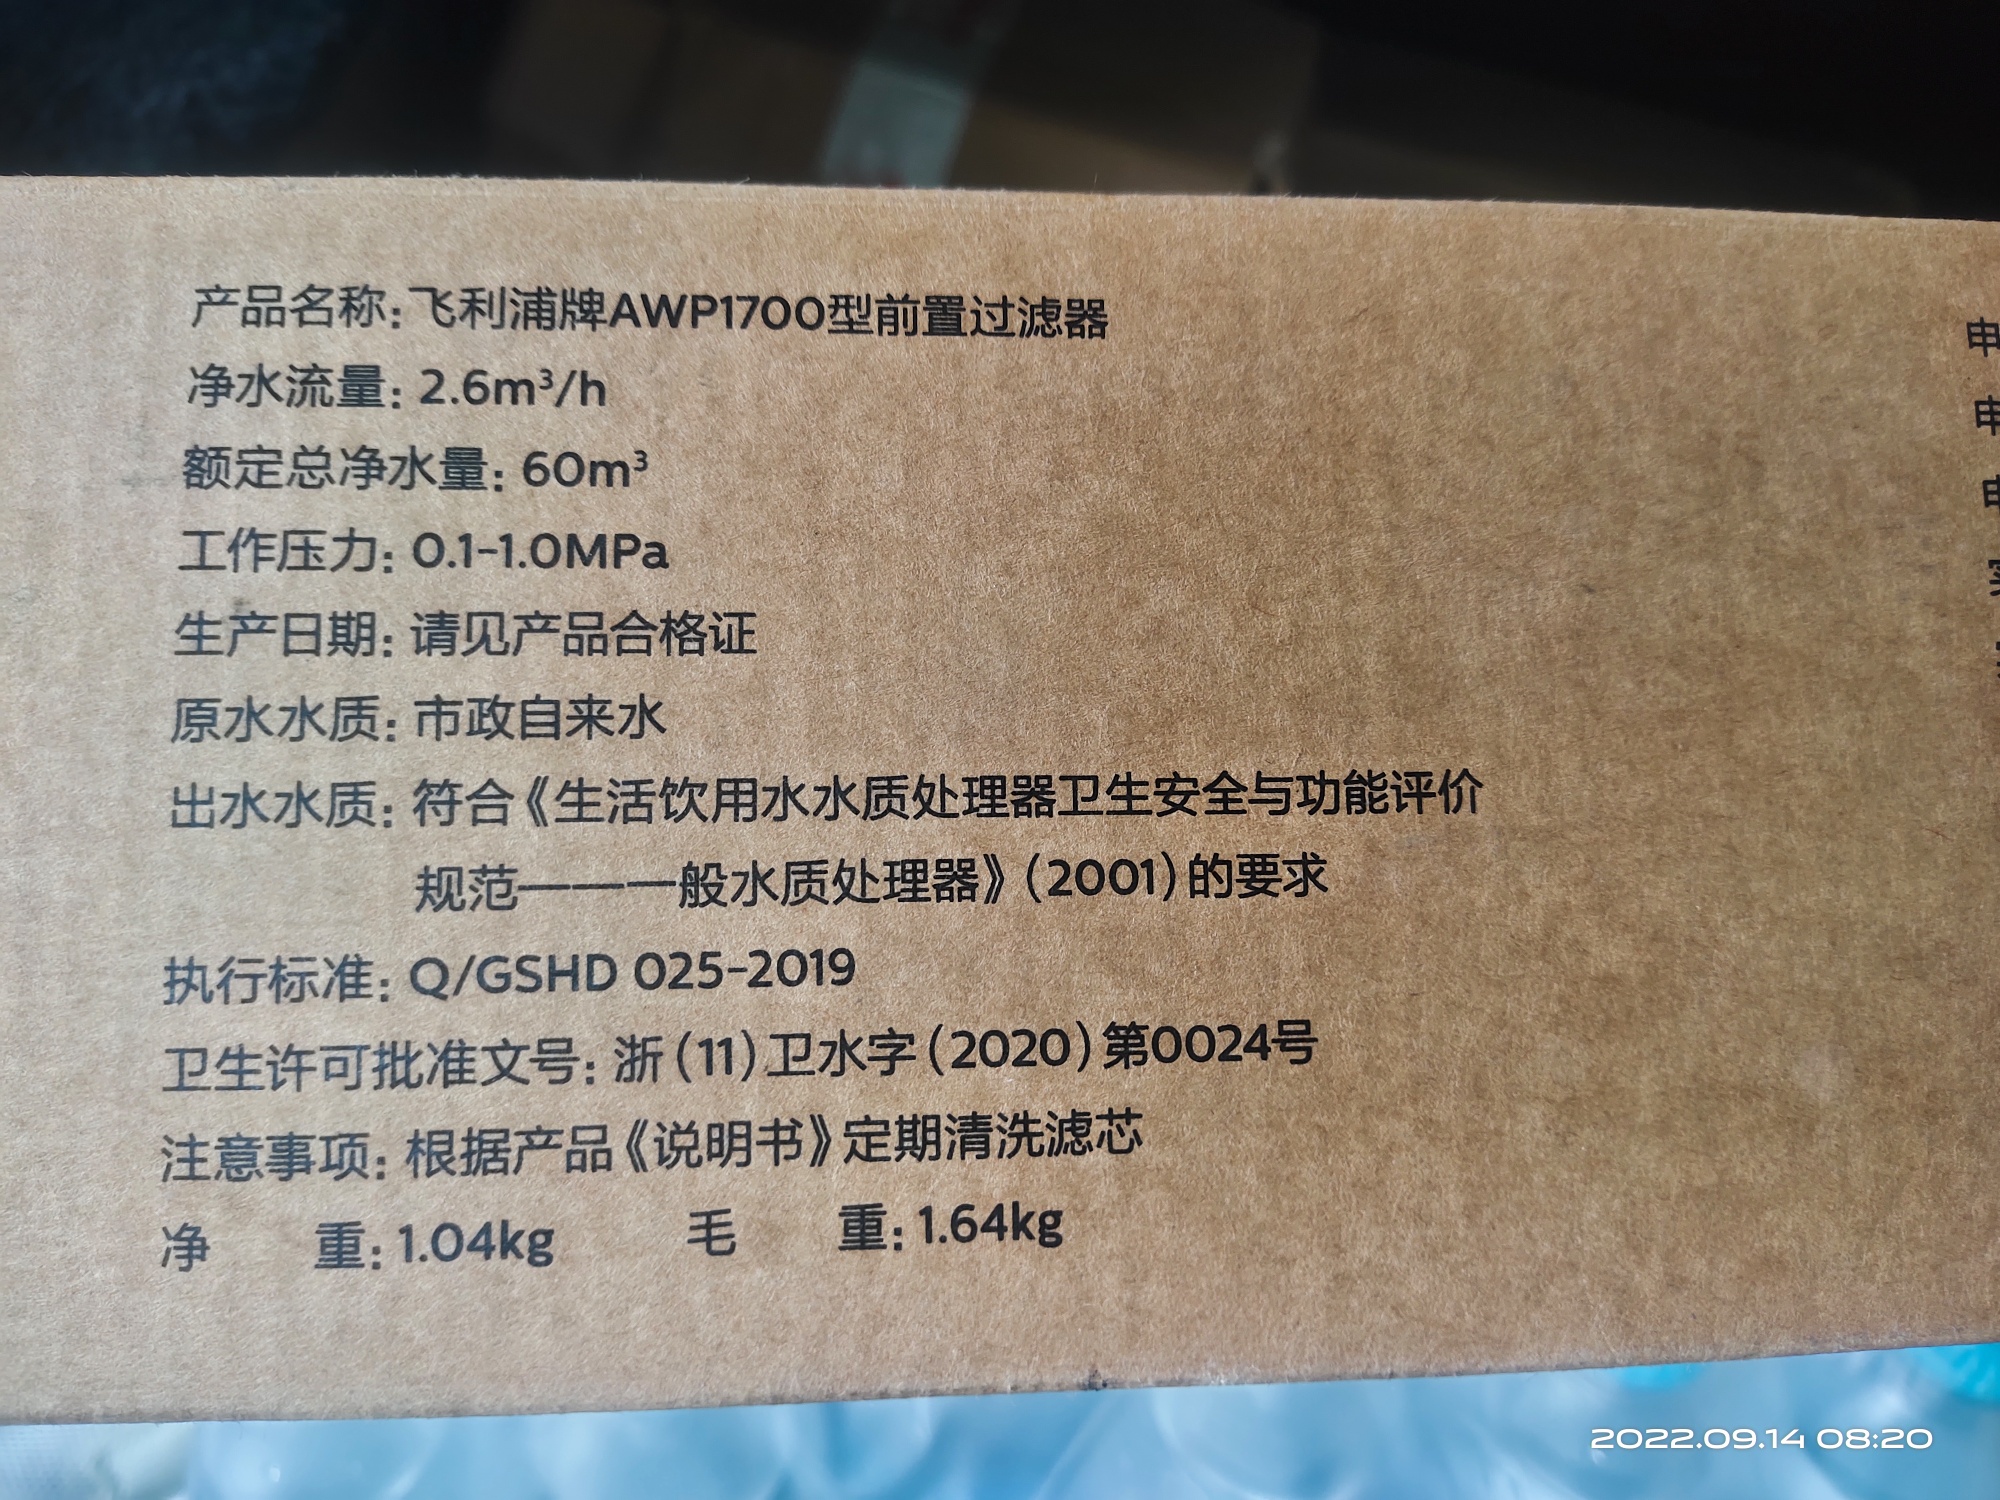 产品名称：飞利浦牌AWP1700型前置过滤器
净水流量：2.6m³/h
额定总净水量：60m³
工作压力：0.1-1.0MPa
生产日期：请见产品合格证
原水水质：市政自来水
出水水质：符合《生活饮用水水质处理器卫生安全与功能评价
规范———一般水质处理器》（2001）的要求
执行标准：Q/GSHD 025-2019
卫生许可批准文号：浙（11）卫水字（2020）第0024号
注意事项：根据产品《说明书》定期清洗滤芯
净 重：1.04kg 毛 重：1.64kg
2022.09.14 08:20